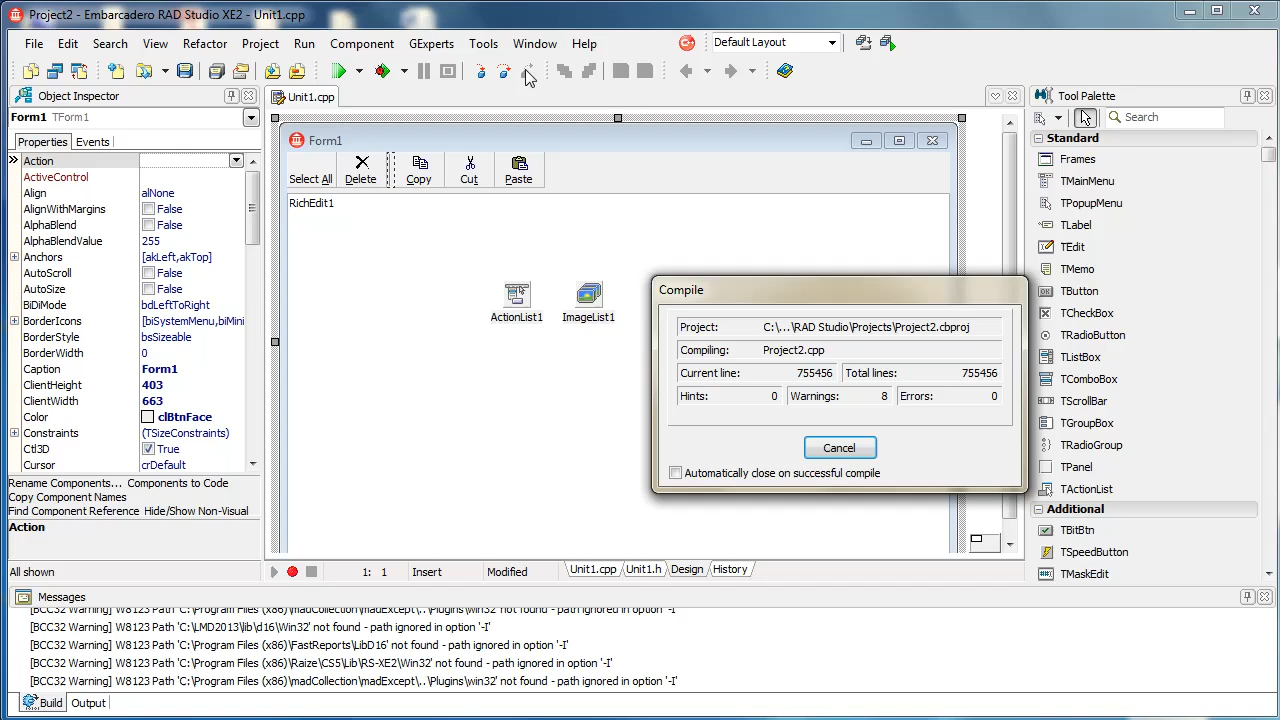 Project2 - Embarcadero RAD Studio XE2 - Unit1.cpp
File Edit Search View Refactor Project Run Component GExperts Tools Window Help
Default Layout
Object Inspector
Form1 TForm1
Properties Events
Action
ActiveControl
Align alNone
AlignWithMargins False
AlphaBlend False
AlphaBlendValue 255
Anchors [akLeft,akTop]
AutoScroll False
AutoSize False
BiDiMode bdLeftToRight
BorderIcons [biSystemMenu,biMini
BorderStyle bsSizeable
BorderWidth 0
Caption Form1
ClientHeight 403
ClientWidth 663
Color clBtnFace
Constraints (TSizeConstraints)
Ctl3D True
Cursor crDefault
Rename Components... Components to Code
Copy Component Names
Find Component Reference Hide/Show Non-Visual
Action
All shown
Unit1.cpp
Form1
Select All Delete Copy Cut Paste
RichEdit1
ActionList1 ImageList1
Compile
Project: C:\...\RAD Studio\Projects\Project2.cbproj
Compiling: Project2.cpp
Current line: 755456 Total lines: 755456
Hints: 0 Warnings: 8 Errors: 0
Cancel
Automatically close on successful compile
1: 1 Insert Modified
Unit1.cpp Unit1.h Design History
Tool Palette
Search
Standard
Frames
TMainMenu
TPopupMenu
TLabel
TEdit
TMemo
TButton
TCheckBox
TRadioButton
TListBox
TComboBox
TScrollBar
TGroupBox
TRadioGroup
TPanel
TActionList
Additional
TBitBtn
TSpeedButton
TMaskEdit
Messages
[BCC32 Warning] W8123 Path 'C:\Program Files (x86)\madCollection\madExcept\..\Plugins\win32' not found - path ignored in option '-I'
[BCC32 Warning] W8123 Path 'C:\LMD2013\lib\d16\Win32' not found - path ignored in option '-I'
[BCC32 Warning] W8123 Path 'C:\Program Files (x86)\FastReports\LibD16' not found - path ignored in option '-I'
[BCC32 Warning] W8123 Path 'C:\Program Files (x86)\Raize\CS5\Lib\RS-XE2\Win32' not found - path ignored in option '-I'
[BCC32 Warning] W8123 Path 'C:\Program Files (x86)\madCollection\madExcept\..\Plugins\win32' not found - path ignored in option '-I'
Build Output